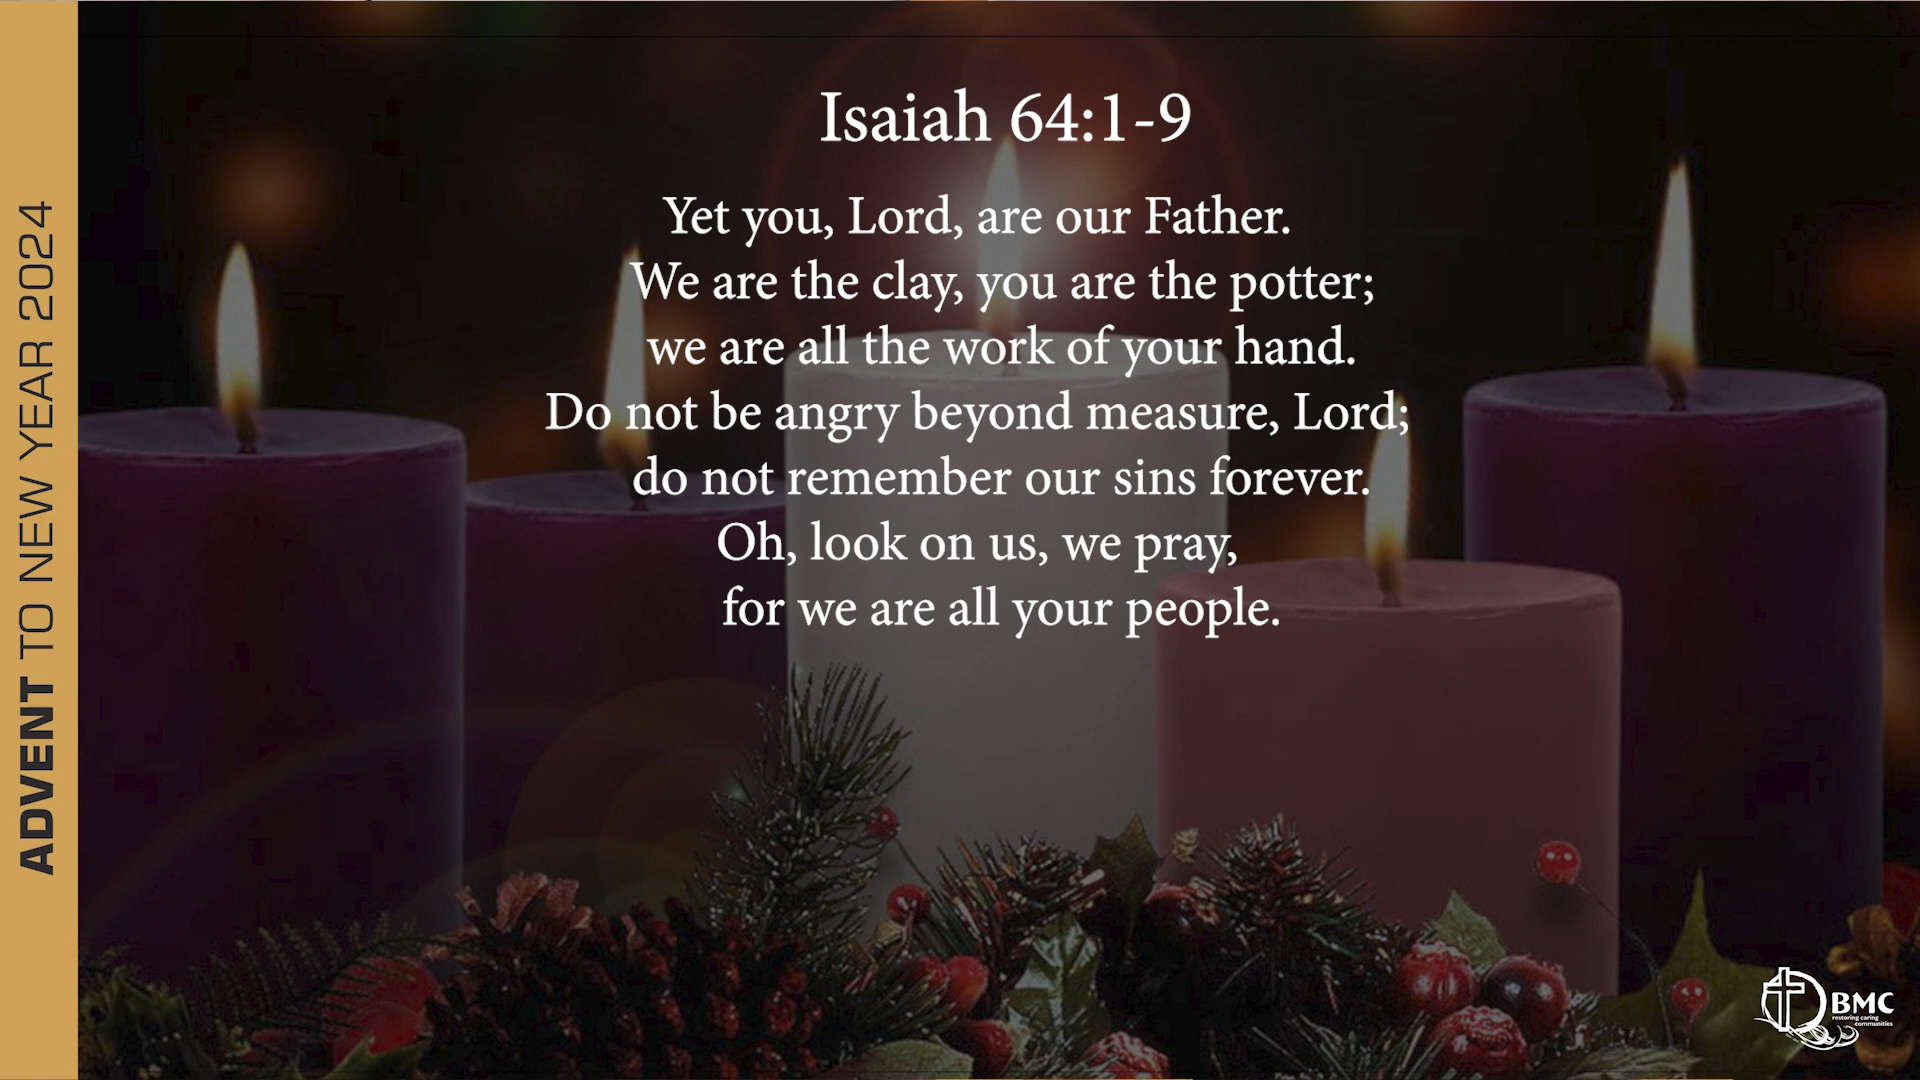 ADVENT TO NEW YEAR 2024
Isaiah 64:1-9
Yet you, Lord, are our Father.
We are the clay, you are the potter;
we are all the work of your hand.
Do not be angry beyond measure, Lord;
do not remember our sins forever.
Oh, look on us, we pray,
for we are all your people.
BMC
restoring caring
communities